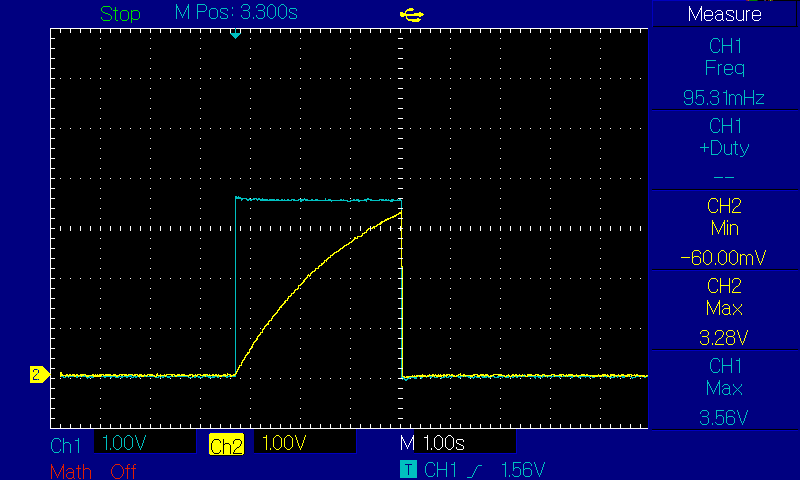 Stop M Pos: 3.300s
Measure
CH1
Freq
95.31mHz
CH1
+Duty
--
CH2
Min
-60.00mV
CH2
Max
3.28V
CH1
Max
3.56V
2
Ch1 1.00V Ch2 1.00V M 1.00s
Math Off T CH1 1.56V